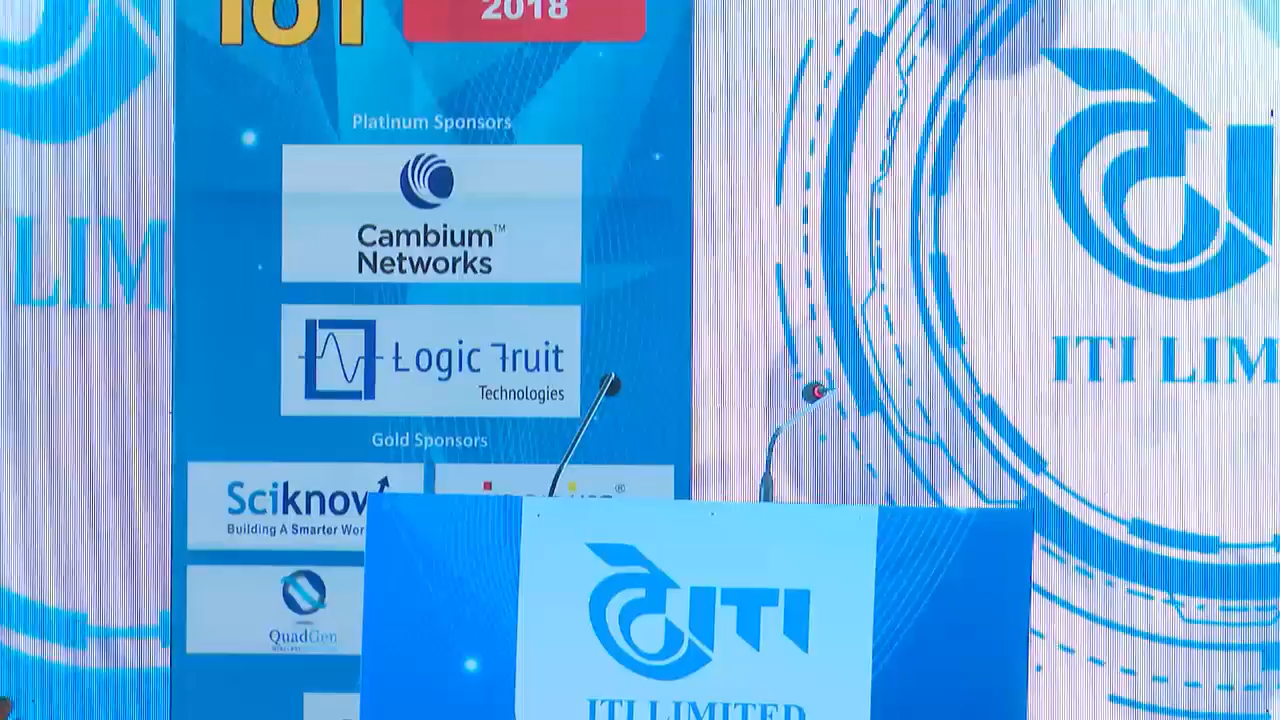 IoT
2018
Platinum Sponsors
Cambium™
Networks
Logic Fruit
Technologies
Gold Sponsors
Sciknow
Building A Smarter
QuadGen
LIM
ITI LIM
ITI
ITI LIMITED